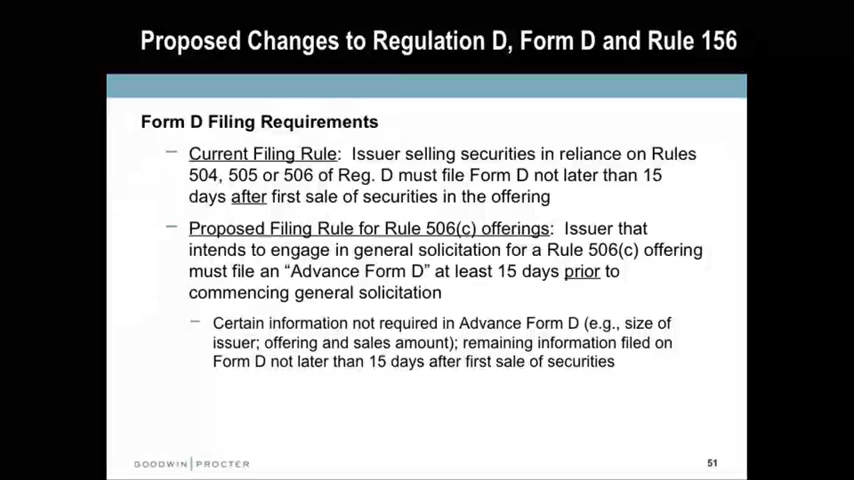 Proposed Changes to Regulation D, Form D and Rule 156
Form D Filing Requirements
– Current Filing Rule: Issuer selling securities in reliance on Rules
504, 505 or 506 of Reg. D must file Form D not later than 15
days after first sale of securities in the offering
– Proposed Filing Rule for Rule 506(c) offerings: Issuer that
intends to engage in general solicitation for a Rule 506(c) offering
must file an “Advance Form D” at least 15 days prior to
commencing general solicitation
– Certain information not required in Advance Form D (e.g., size of
issuer; offering and sales amount); remaining information filed on
Form D not later than 15 days after first sale of securities
GOODWIN | PROCTER
51